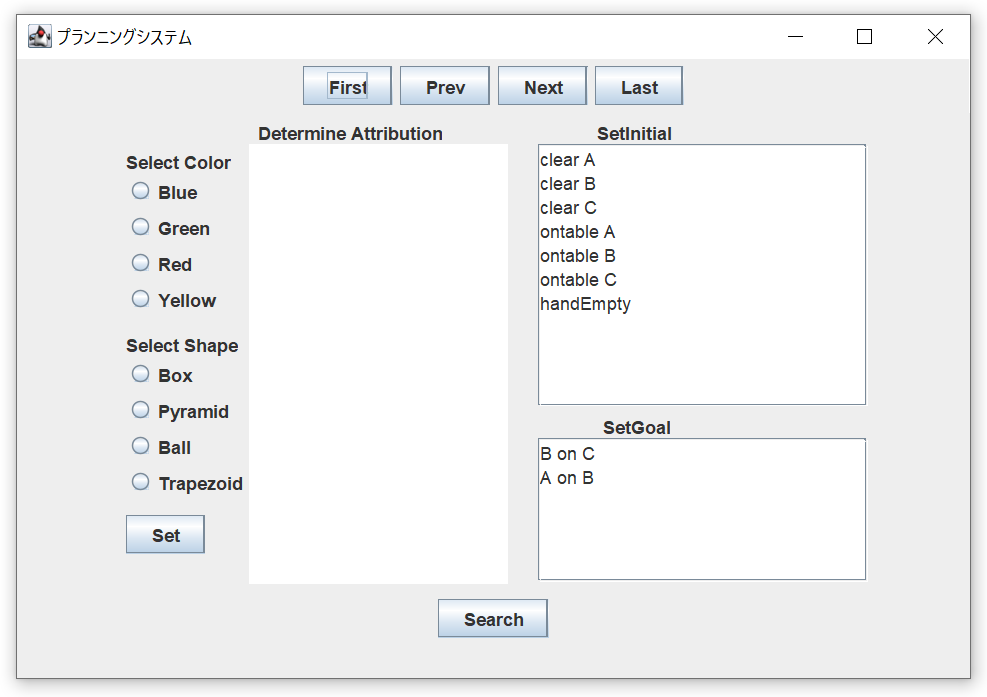 プランニングシステム
First Prev Next Last
Determine Attribution
Select Color
Blue
Green
Red
Yellow
Select Shape
Box
Pyramid
Ball
Trapezoid
Set
SetInitial
clear A
clear B
clear C
ontable A
ontable B
ontable C
handEmpty
SetGoal
B on C
A on B
Search